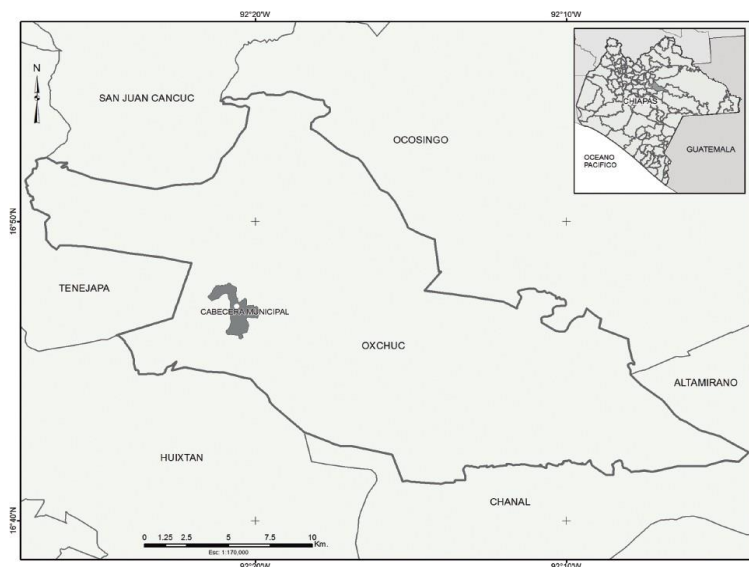 92°20'
92°10'
N
SAN JUAN CANCUC
OCOSINGO
CHIAPAS
OCEANO
PACIFICO
GUATEMALA
16°50'N
TENEJAPA
CABECERA MUNICIPAL
OXCHUC
ALTAMIRANO
HUIXTAN
CHANAL
16°40'N
0 1.25 2.5 5 7.5 10
Km.
Esc: 1:170,000
92°20'
92°10'